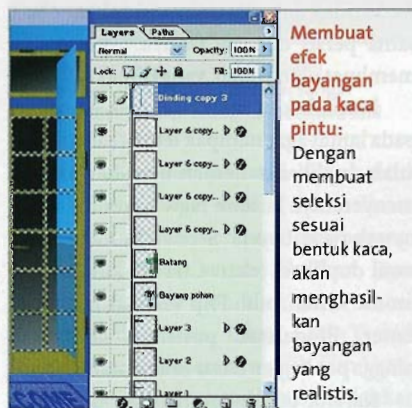 Layers Paths
Normal Opacity: 100%
Lock: Fill: 100%
Dinding copy 3
Layer 6 copy...
Layer 6 copy...
Layer 6 copy...
Layer 6 copy...
Batang
Bayang pohon
Layer 3
Layer 2
Layer 1
COME
Membuat
efek
bayangan
pada kaca
pintu:
Dengan
membuat
seleksi
sesuai
bentuk kaca,
akan
menghasil-
kan
bayangan
yang
realistis.